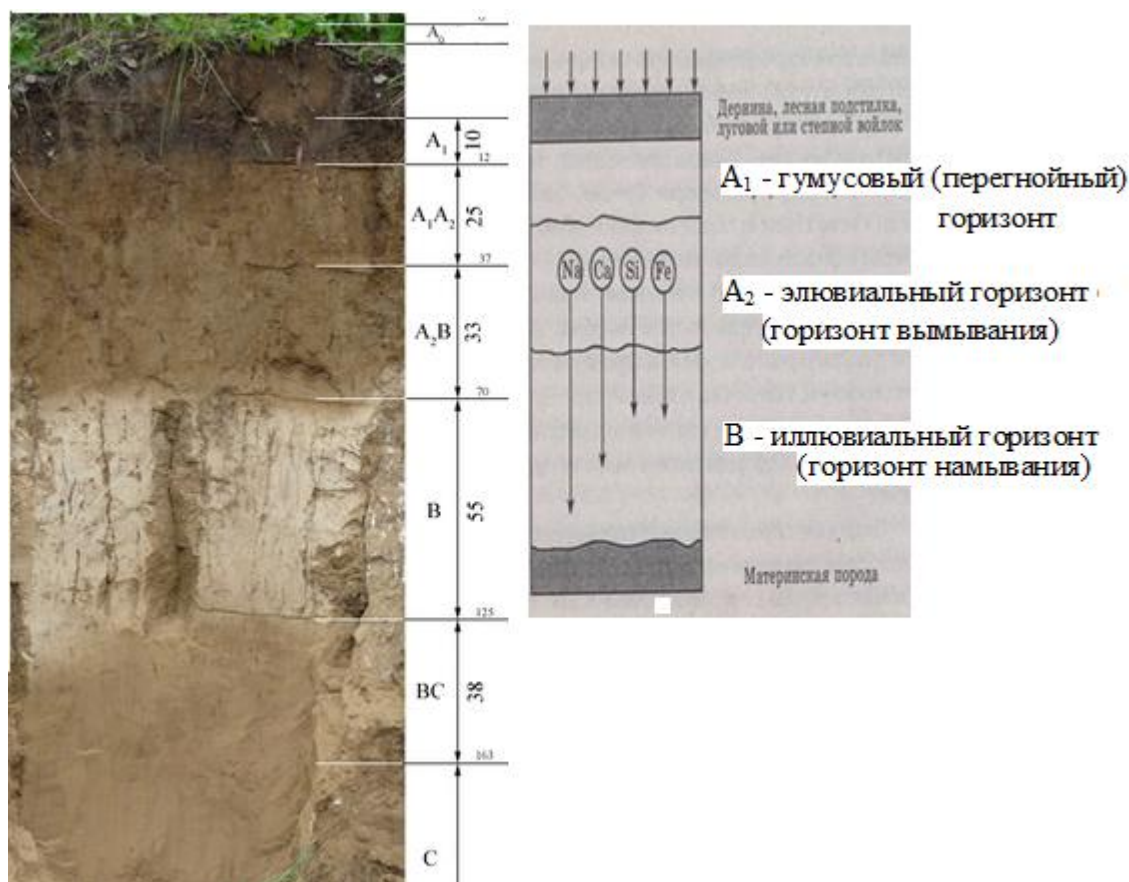 0
A₀
A₁
10
12
A₁A₂
25
37
A₂B
33
70
B
55
125
BC
38
163
C
Дернина, лесная подстилка,
луговой или степной войлок
A₁ - гумусовый (перегнойный)
горизонт
Na Ca Si Fe
A₂ - элювиальный горизонт
(горизонт вымывания)
B - иллювиальный горизонт
(горизонт намывания)
Материнская порода